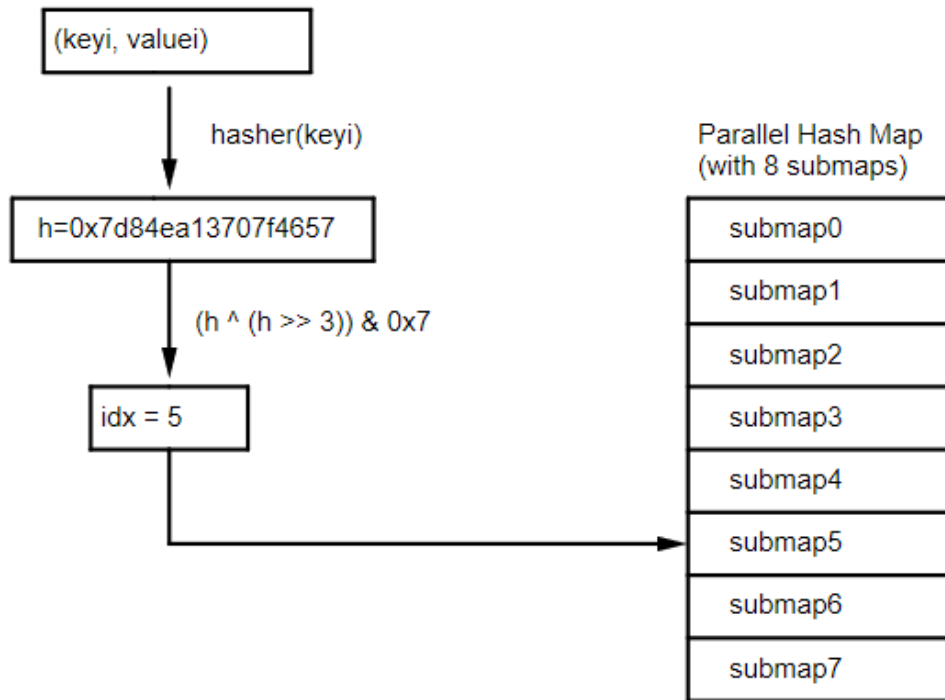 (keyi, valuei)
hasher(keyi)
h=0x7d84ea13707f4657
(h ^ (h >> 3)) & 0x7
idx = 5
Parallel Hash Map
(with 8 submaps)
submap0
submap1
submap2
submap3
submap4
submap5
submap6
submap7